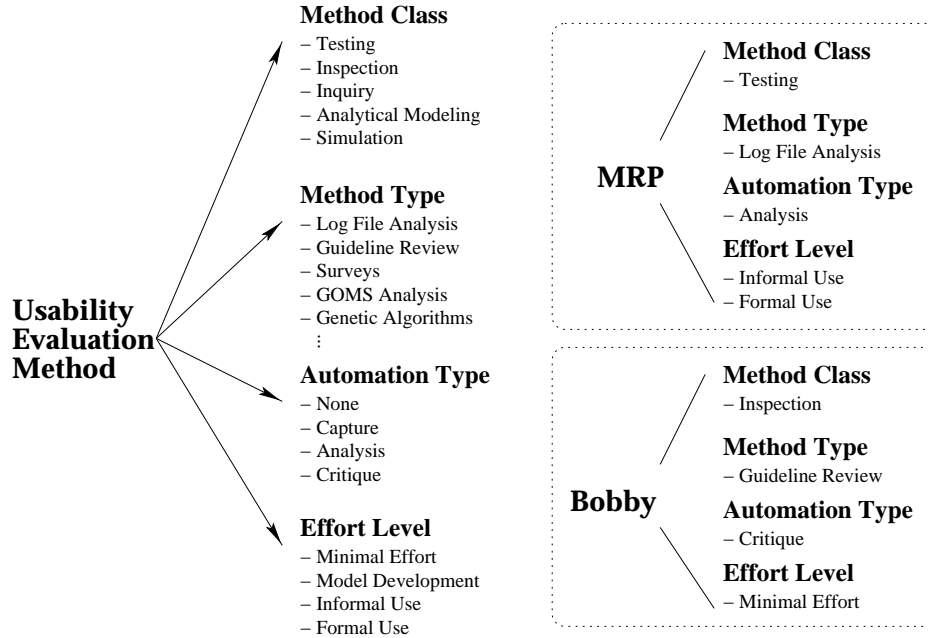 Usability
Evaluation
Method
Method Class
– Testing
– Inspection
– Inquiry
– Analytical Modeling
– Simulation
Method Type
– Log File Analysis
– Guideline Review
– Surveys
– GOMS Analysis
– Genetic Algorithms
⋮
Automation Type
– None
– Capture
– Analysis
– Critique
Effort Level
– Minimal Effort
– Model Development
– Informal Use
– Formal Use
MRP
Method Class
– Testing
Method Type
– Log File Analysis
Automation Type
– Analysis
Effort Level
– Informal Use
– Formal Use
Bobby
Method Class
– Inspection
Method Type
– Guideline Review
Automation Type
– Critique
Effort Level
– Minimal Effort